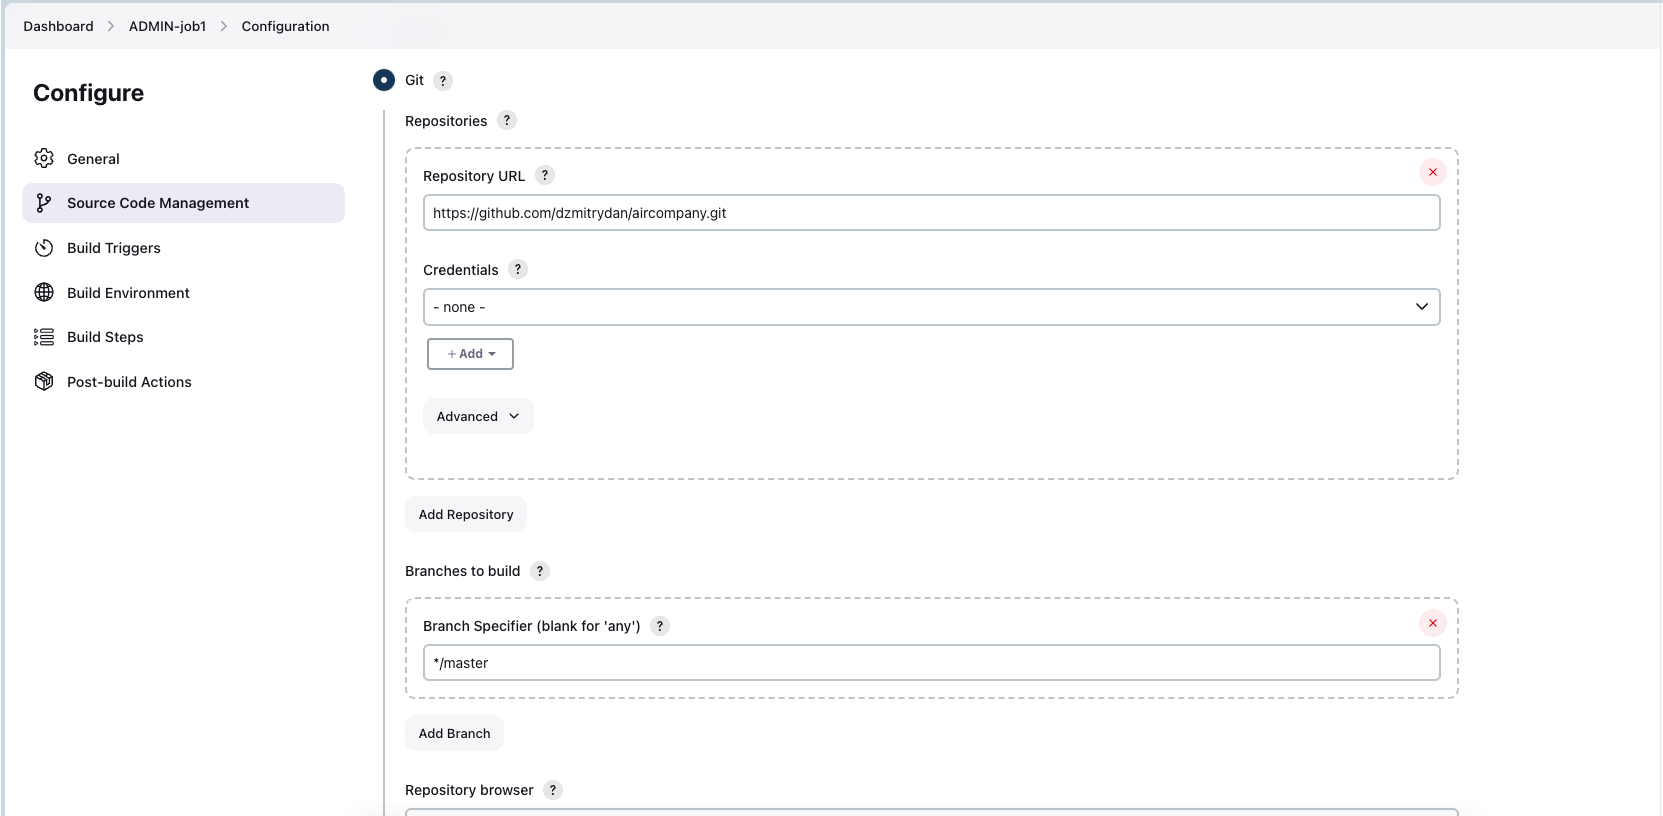 Dashboard > ADMIN-job1 > Configuration
Configure
General
Source Code Management
Build Triggers
Build Environment
Build Steps
Post-build Actions
Git ?
Repositories ?
Repository URL ?
https://github.com/dzmitrydan/aircompany.git
Credentials ?
- none -
+ Add
Advanced
Add Repository
Branches to build ?
Branch Specifier (blank for 'any') ?
*/master
Add Branch
Repository browser ?